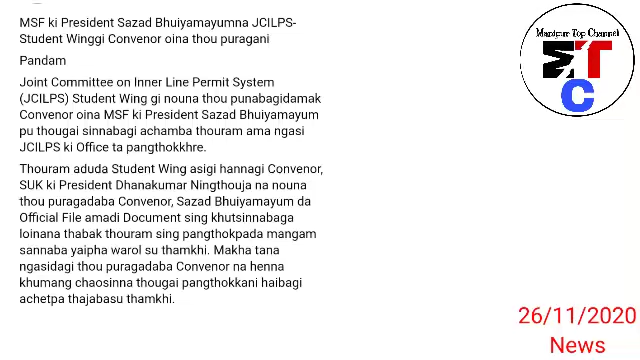 MSF ki President Sazad Bhuiyamayumna JCILPS-
Student Winggi Convenor oina thou puragani
Pandam
Joint Committee on Inner Line Permit System
(JCILPS) Student Wing gi nouna thou punabagidamak
Convenor oina MSF ki President Sazad Bhuiyamayum
pu thougai sinnabagi achamba thouram ama ngasi
JCILPS ki Office ta pangthokkhre.
Thouram aduda Student Wing asigi hannagi Convenor,
SUK ki President Dhanakumar Ningthouja na nouna
thou puragadaba Convenor, Sazad Bhuiyamayum da
Official File amadi Document sing khutsinnabaga
loinana thabak thouram sing pangthokpada mangam
sannaba yaipha warol su thamkhi. Makha tana
ngasidagi thou puragadaba Convenor na henna
khumang chaosinna thougai pangthokkani haibagi
achetpa thajabasu thamkhi.
Manipur Top Channel
MTC
26/11/2020
News